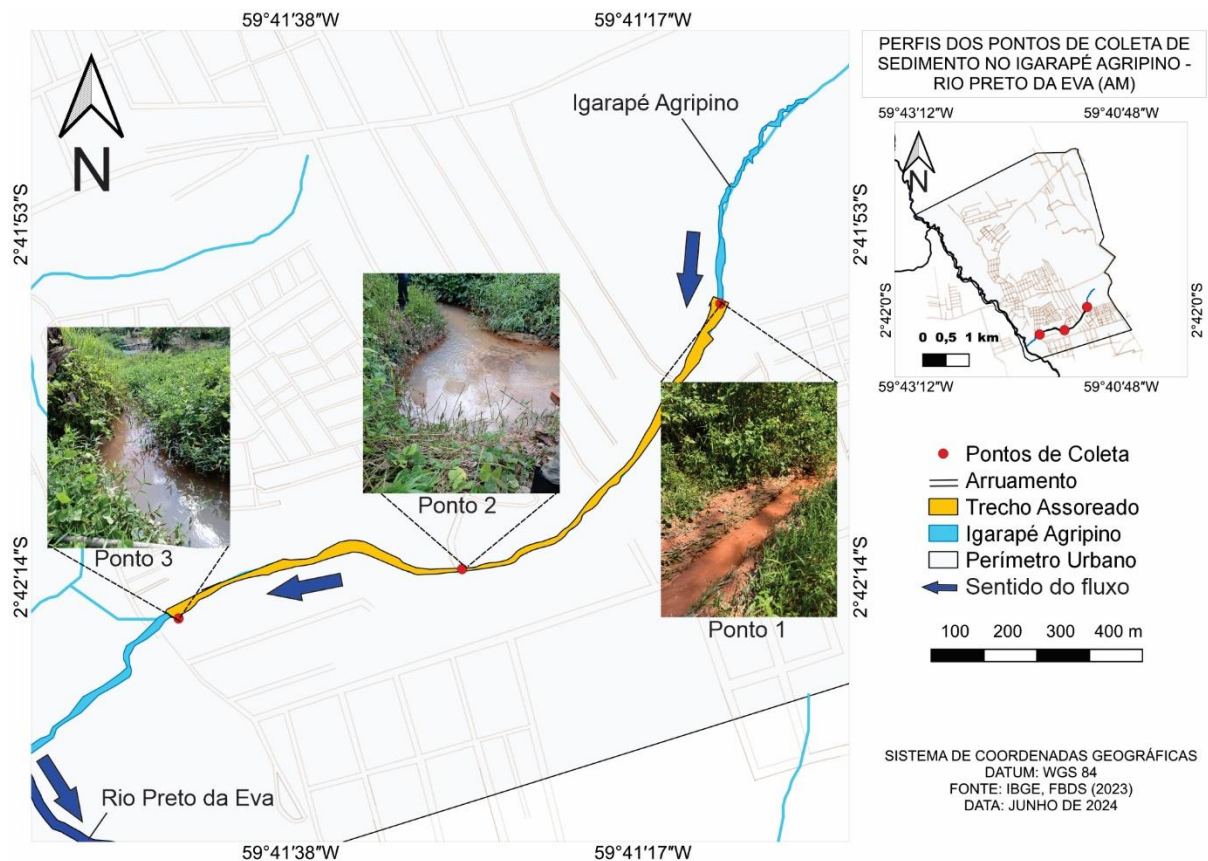 59°41'38"W
59°41'17"W
2°41'53"S
2°41'53"S
2°42'14"S
2°42'14"S
59°41'38"W
59°41'17"W
N
Igarapé Agripino
Ponto 1
Ponto 2
Ponto 3
Rio Preto da Eva
PERFIS DOS PONTOS DE COLETA DE
SEDIMENTO NO IGARAPÉ AGRIPINO -
RIO PRETO DA EVA (AM)
59°43'12"W
59°40'48"W
N
2°42'0"S
2°42'0"S
0 0,5 1 km
59°43'12"W
59°40'48"W
Pontos de Coleta
Arruamento
Trecho Assoreado
Igarapé Agripino
Perímetro Urbano
Sentido do fluxo
100 200 300 400 m
SISTEMA DE COORDENADAS GEOGRÁFICAS
DATUM: WGS 84
FONTE: IBGE, FBDS (2023)
DATA: JUNHO DE 2024